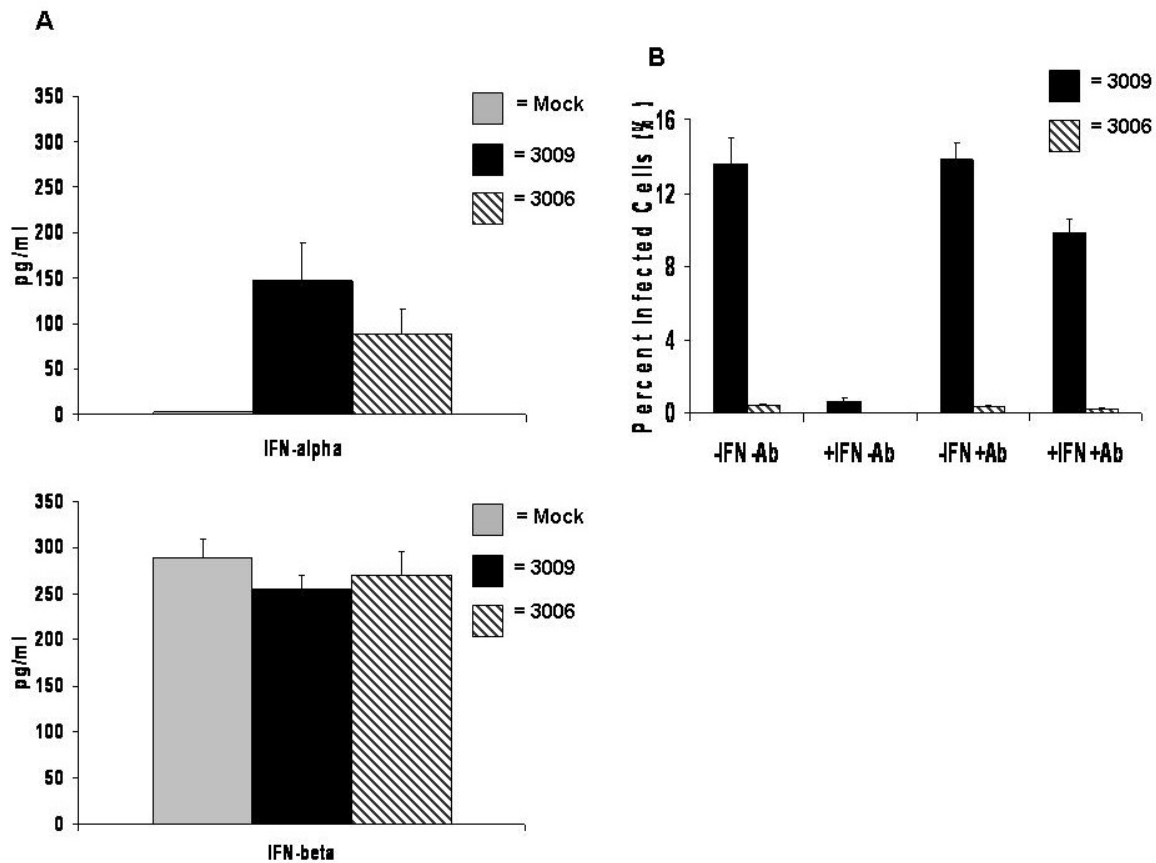 A
350
300
250
200
150
100
50
0
pg/ml
IFN-alpha
= Mock
= 3009
= 3006
350
300
250
200
150
100
50
0
pg/ml
IFN-beta
= Mock
= 3009
= 3006
B
= 3009
= 3006
16
12
8
4
0
Percent Infected Cells (%)
-IFN-Ab
+IFN-Ab
-IFN+Ab
+IFN+Ab